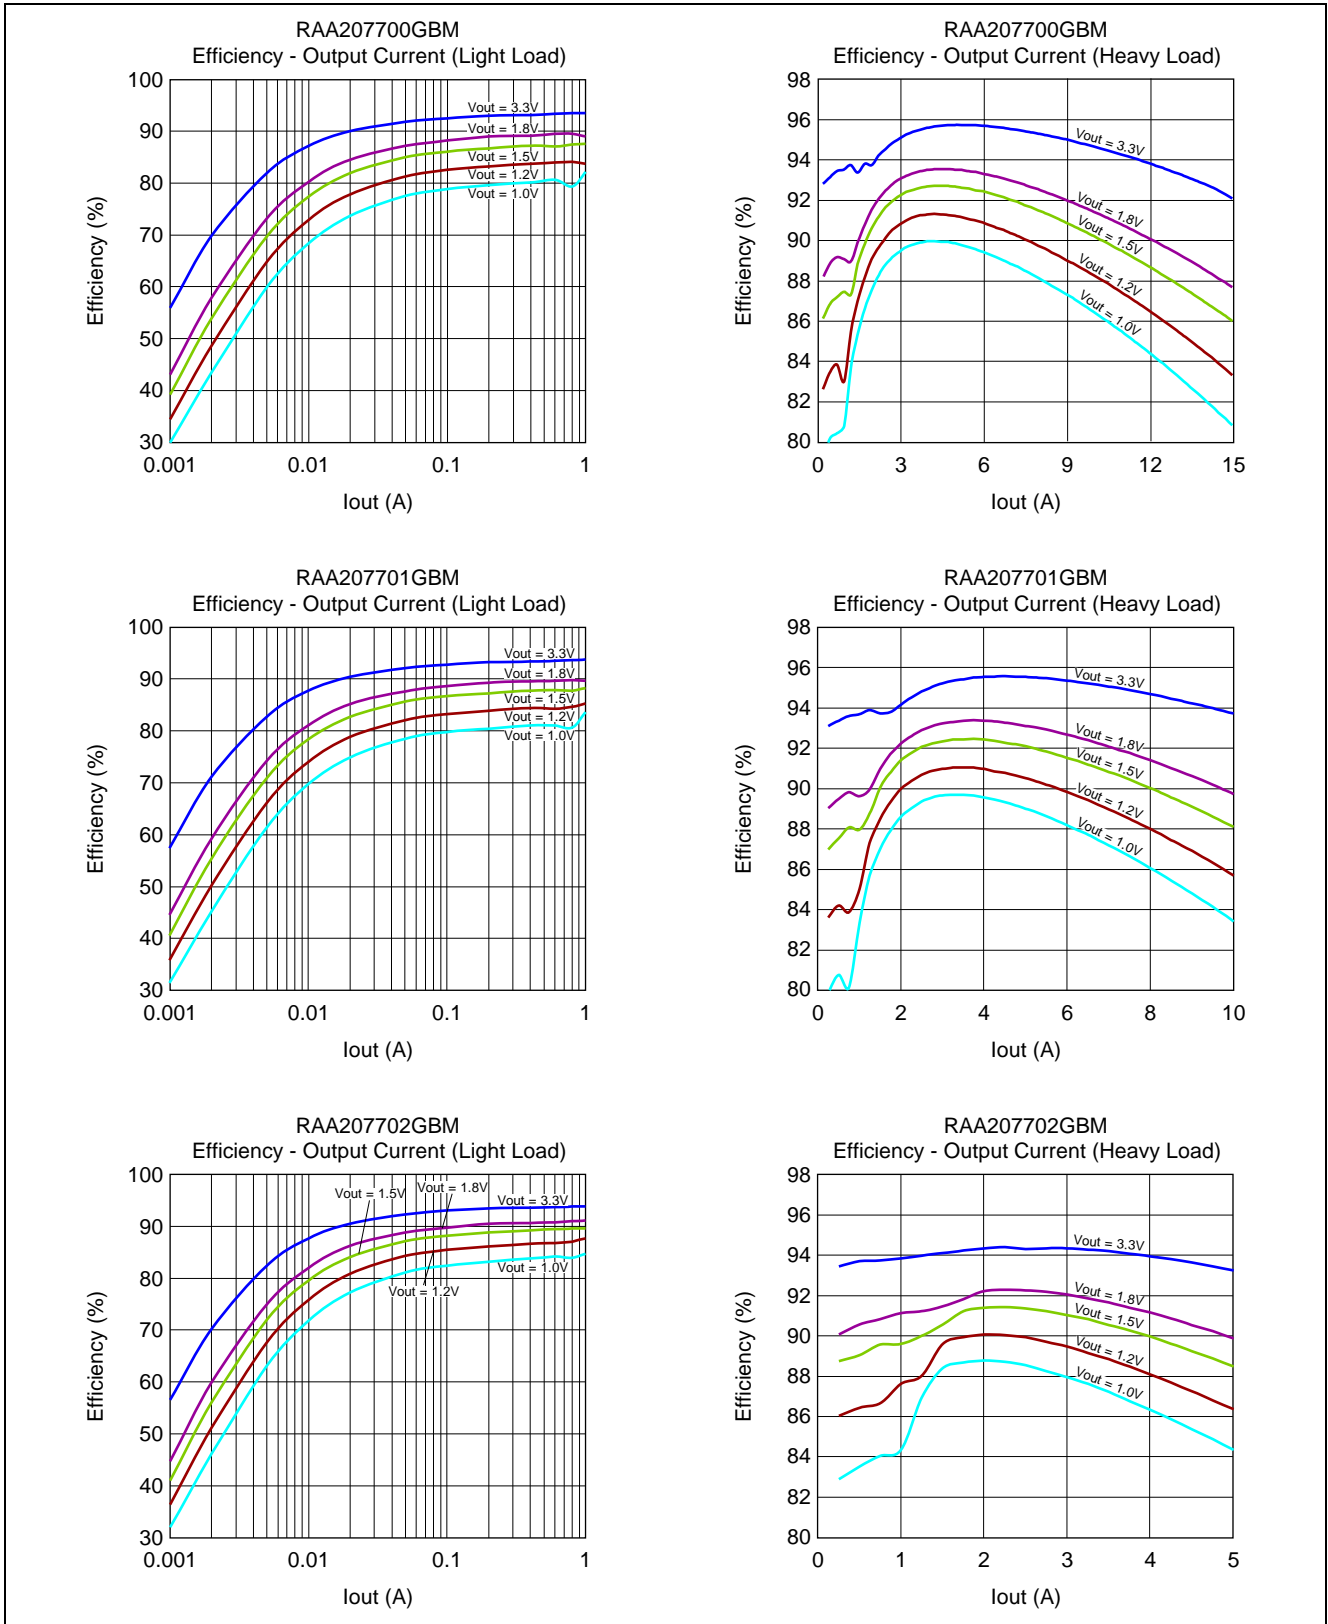 RAA207700GBM
Efficiency - Output Current (Light Load)
100
90
80
70
60
50
40
30
Efficiency (%)
Vout = 3.3V
Vout = 1.8V
Vout = 1.5V
Vout = 1.2V
Vout = 1.0V
0.001
0.01
0.1
1
Iout (A)
RAA207700GBM
Efficiency - Output Current (Heavy Load)
98
96
94
92
90
88
86
84
82
80
Efficiency (%)
Vout = 3.3V
Vout = 1.8V
Vout = 1.5V
Vout = 1.2V
Vout = 1.0V
0
3
6
9
12
15
Iout (A)
RAA207701GBM
Efficiency - Output Current (Light Load)
100
90
80
70
60
50
40
30
Efficiency (%)
Vout = 3.3V
Vout = 1.8V
Vout = 1.5V
Vout = 1.2V
Vout = 1.0V
0.001
0.01
0.1
1
Iout (A)
RAA207701GBM
Efficiency - Output Current (Heavy Load)
98
96
94
92
90
88
86
84
82
80
Efficiency (%)
Vout = 3.3V
Vout = 1.8V
Vout = 1.5V
Vout = 1.2V
Vout = 1.0V
0
2
4
6
8
10
Iout (A)
RAA207702GBM
Efficiency - Output Current (Light Load)
100
90
80
70
60
50
40
30
Efficiency (%)
Vout = 1.5V
Vout = 1.8V
Vout = 3.3V
Vout = 1.0V
Vout = 1.2V
0.001
0.01
0.1
1
Iout (A)
RAA207702GBM
Efficiency - Output Current (Heavy Load)
98
96
94
92
90
88
86
84
82
80
Efficiency (%)
Vout = 3.3V
Vout = 1.8V
Vout = 1.5V
Vout = 1.2V
Vout = 1.0V
0
1
2
3
4
5
Iout (A)